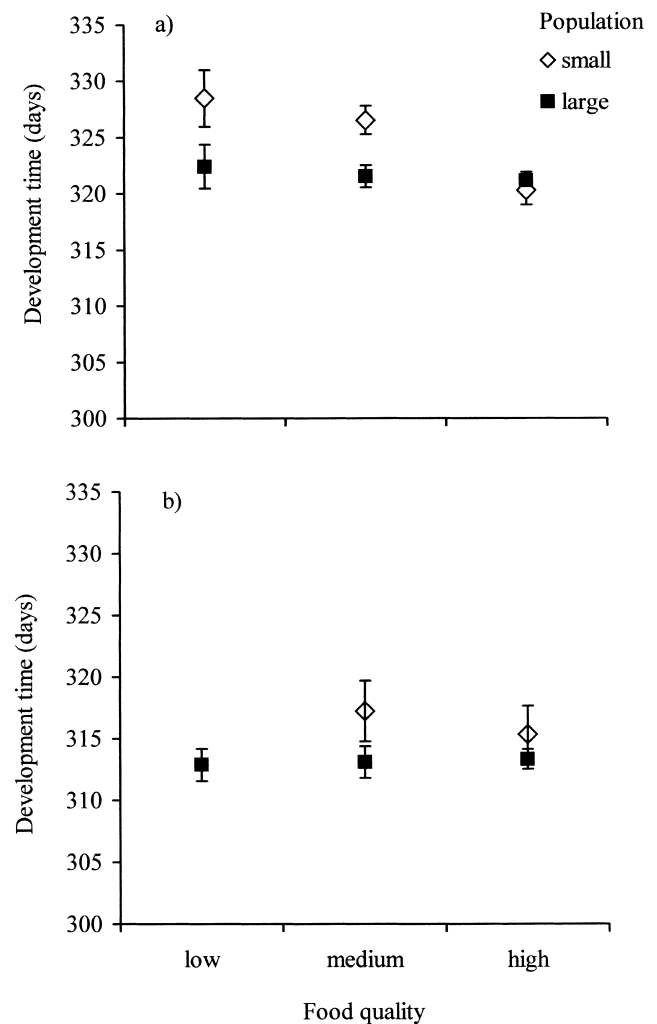 a)
Population
small
large
335
330
325
320
315
310
305
300
Development time (days)
b)
335
330
325
320
315
310
305
300
Development time (days)
low medium high
Food quality